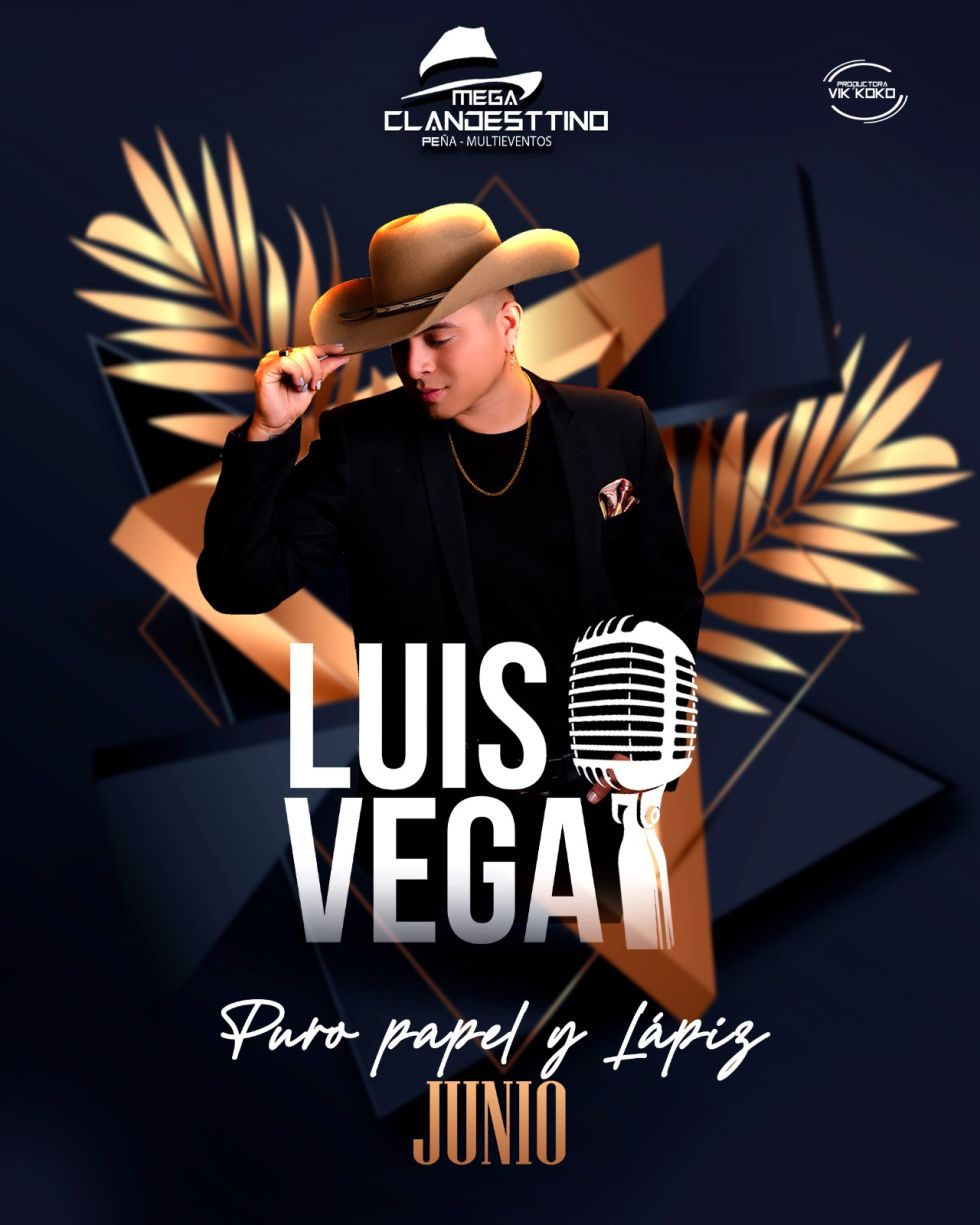 MEGA
CLANDESTTINO
PEÑA - MULTIEVENTOS
PRODUCTORA
VIK'KOKO
LUIS
VEGA
Puro papel y Lápiz
JUNIO